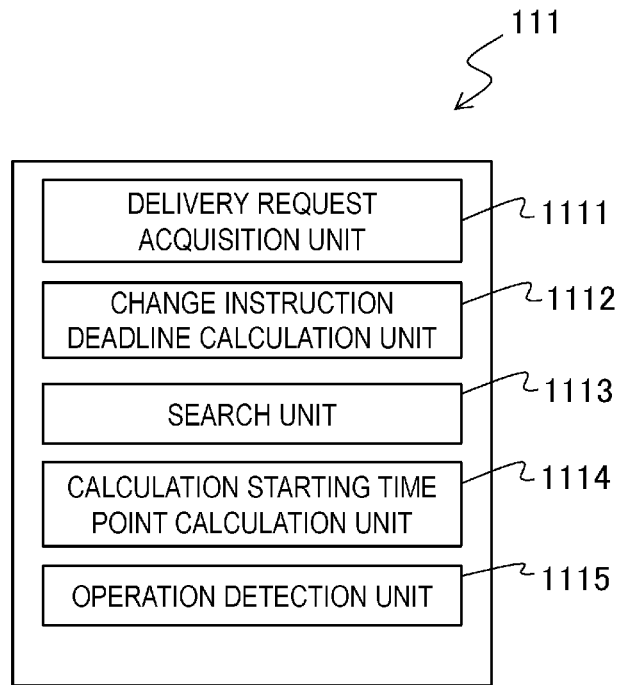 111
DELIVERY REQUEST
ACQUISITION UNIT
1111
CHANGE INSTRUCTION
DEADLINE CALCULATION UNIT
1112
SEARCH UNIT
1113
CALCULATION STARTING TIME
POINT CALCULATION UNIT
1114
OPERATION DETECTION UNIT
1115